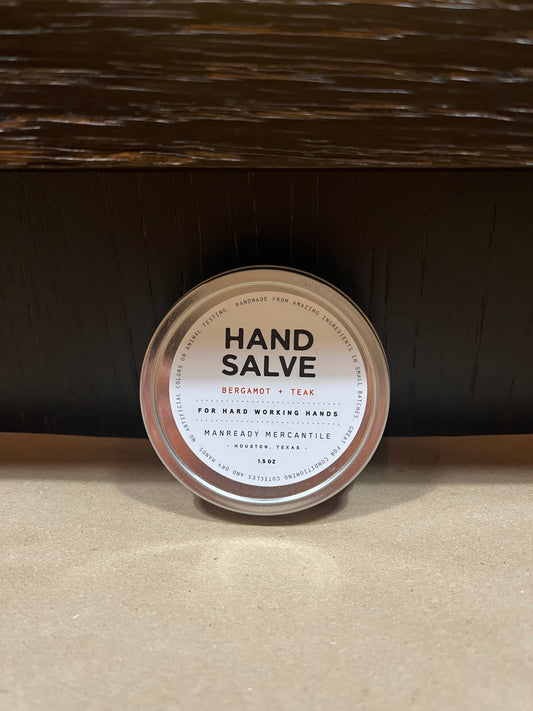 HAND
SALVE
BERGAMOT + TEAK
FOR HARD WORKING HANDS
MANREADY MERCANTILE
- HOUSTON, TEXAS -
1.5 OZ
HANDMADE FROM AMAZING INGREDIENTS IN SMALL BATCHES. GREAT FOR CONDITIONING CUTICLES AND DRY HANDS. NO ARTIFICIAL COLORS OR ANIMAL TESTING.